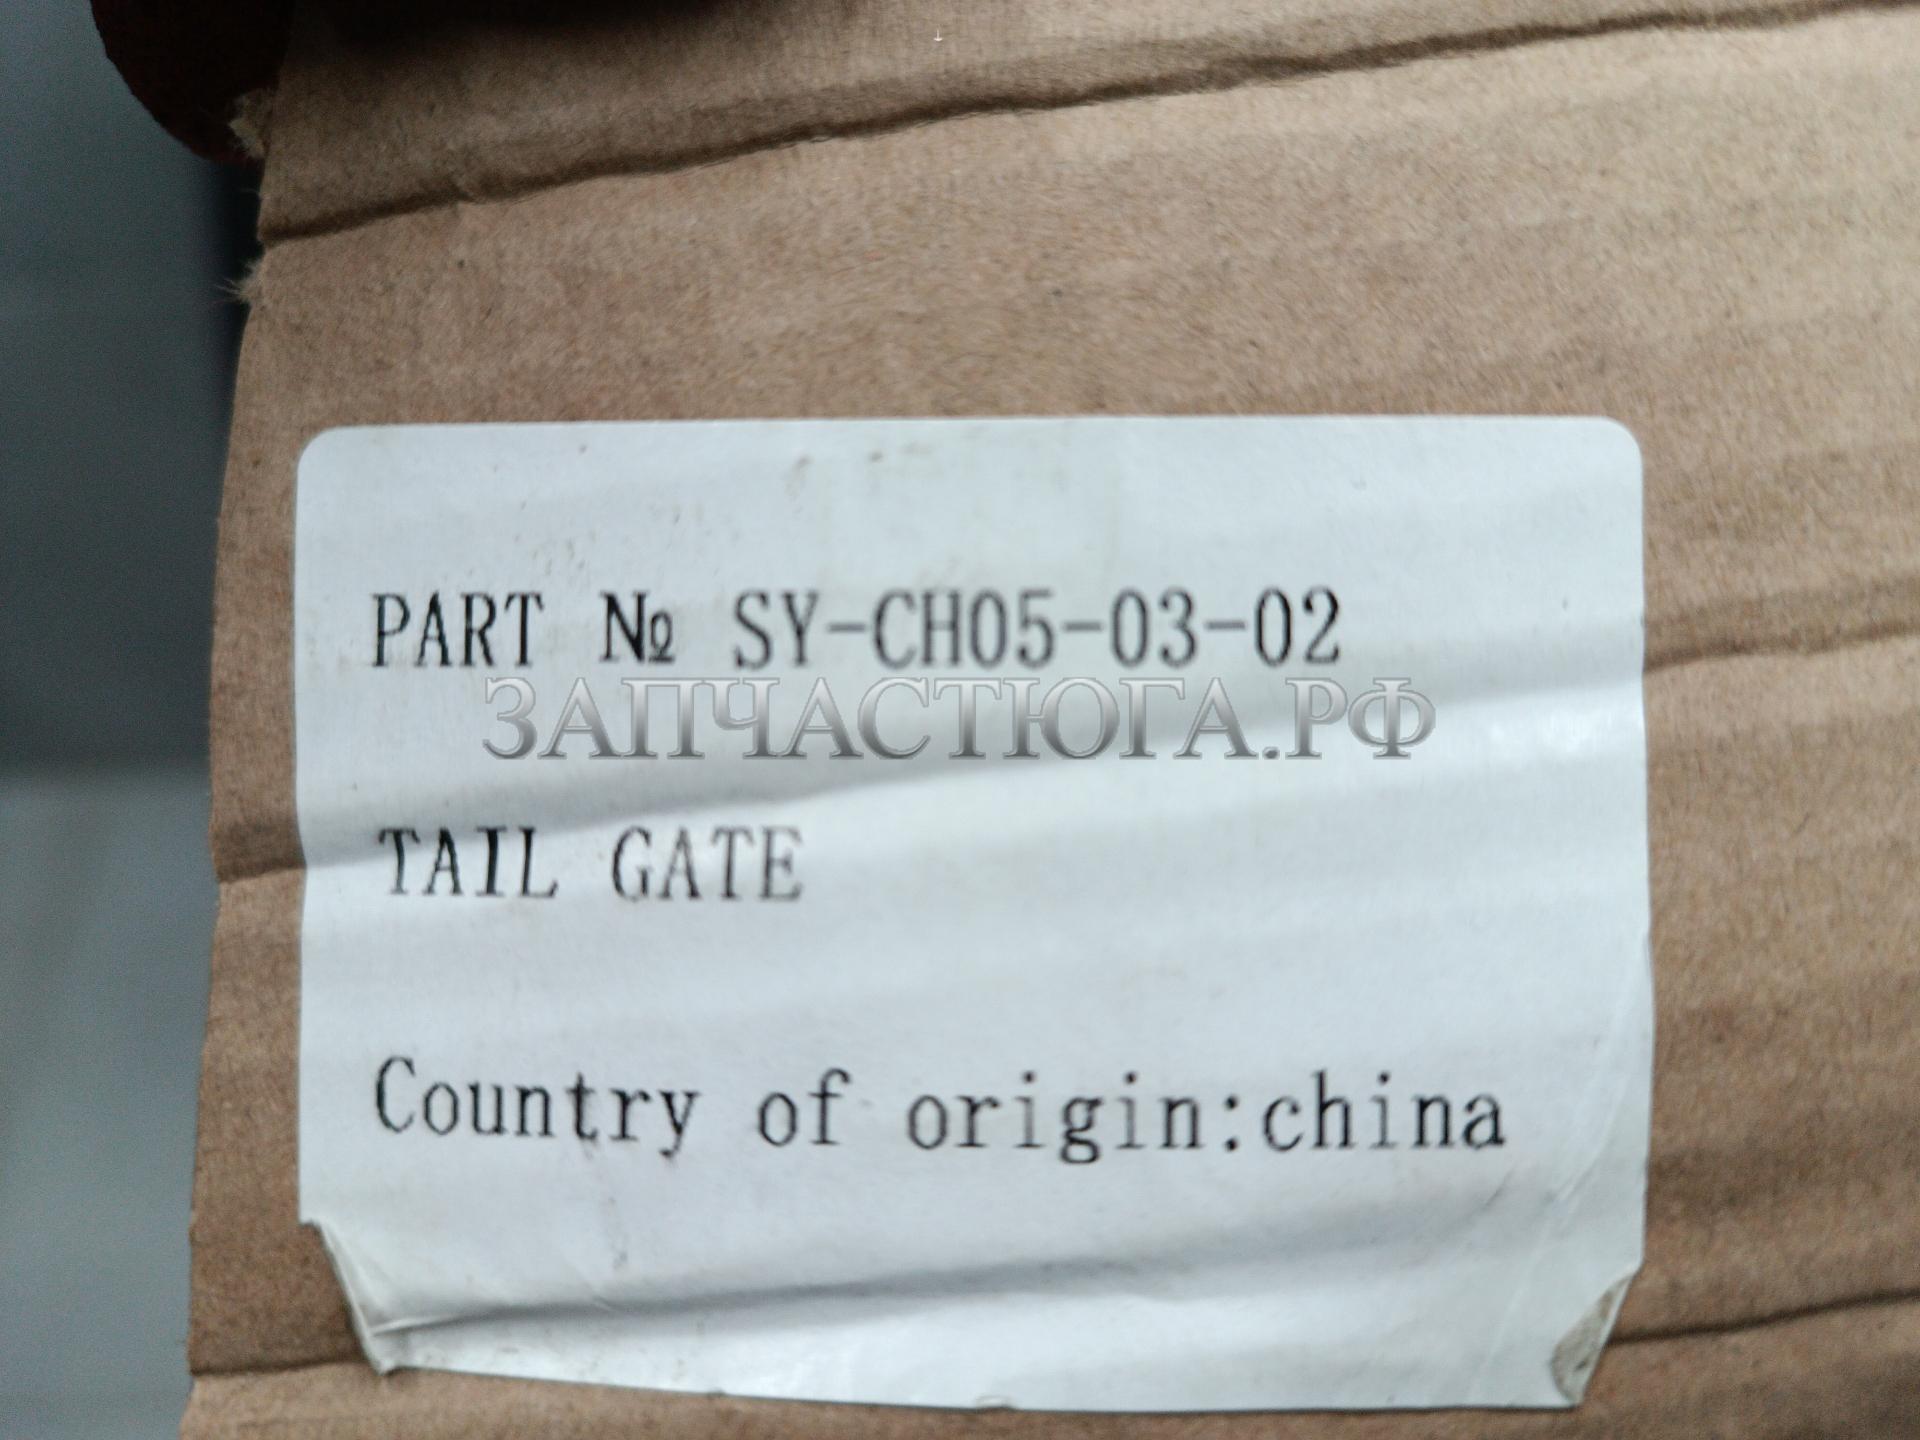 PART № SY-CH05-03-02
ЗАПЧАСТЮГА.РФ
TAIL GATE
Country of origin:china